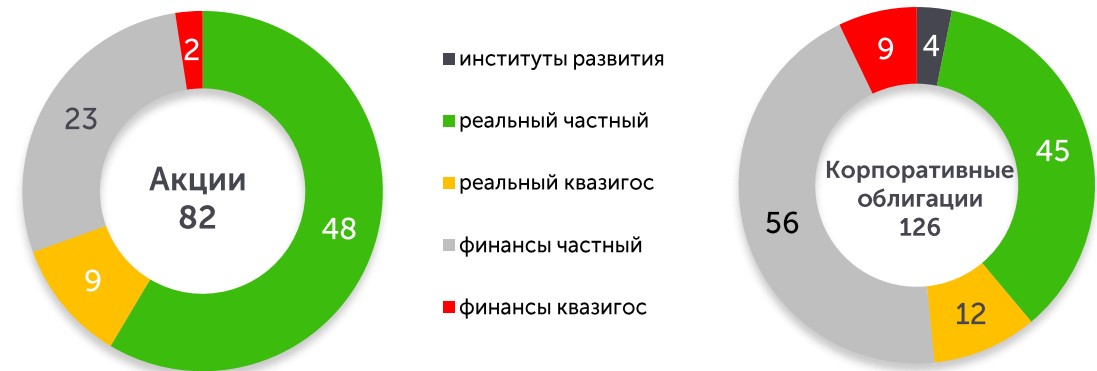 2
23
48
9
Акции
82
институты развития
реальный частный
реальный квазигос
финансы частный
финансы квазигос
9
4
45
56
12
Корпоративные
облигации
126